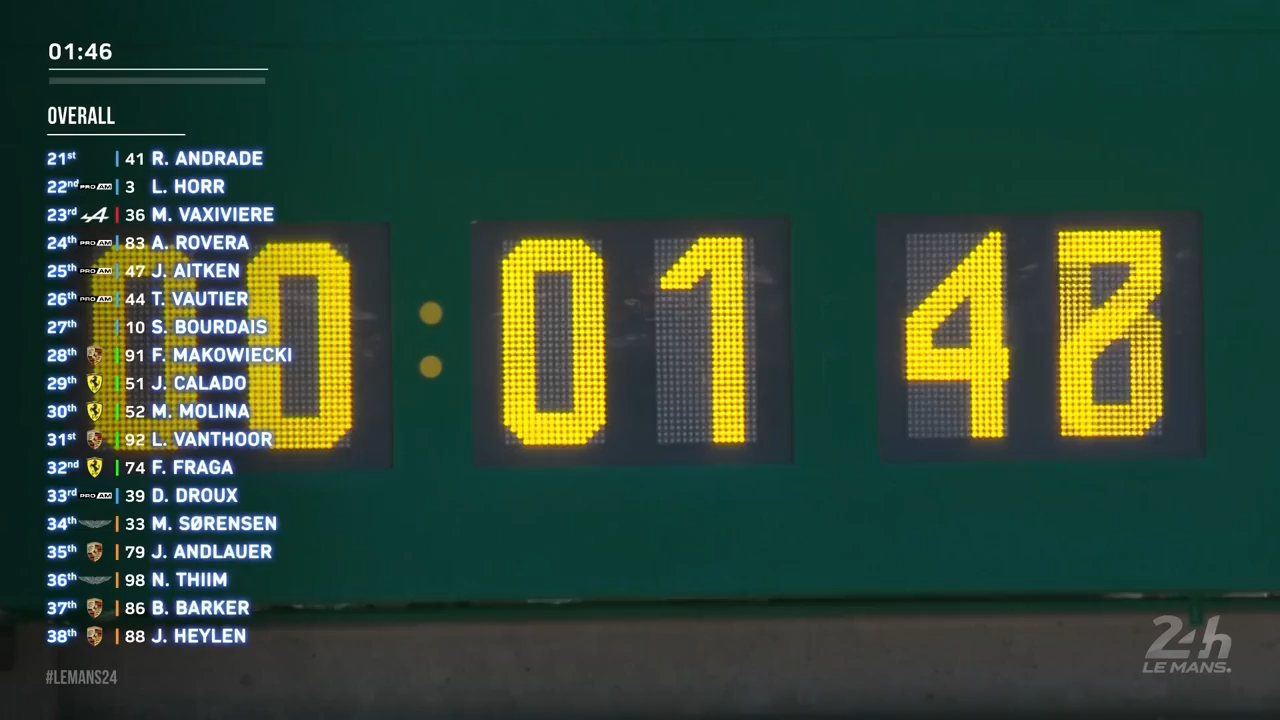 01:46
OVERALL
21st 41 R. ANDRADE
22nd PRO AM 3 L. HORR
23rd 36 M. VAXIVIERE
24th PRO AM 83 A. ROVERA
25th PRO AM 47 J. AITKEN
26th PRO AM 44 T. VAUTIER
27th 10 S. BOURDAIS
28th 91 F. MAKOWIECKI
29th 51 J. CALADO
30th 52 M. MOLINA
31st 92 L. VANTHOOR
32nd 74 F. FRAGA
33rd PRO AM 39 D. DROUX
34th 33 M. SØRENSEN
35th 79 J. ANDLAUER
36th 98 N. THIIM
37th 86 B. BARKER
38th 88 J. HEYLEN
#LEMANS24
00:01 4
24h
LE MANS.